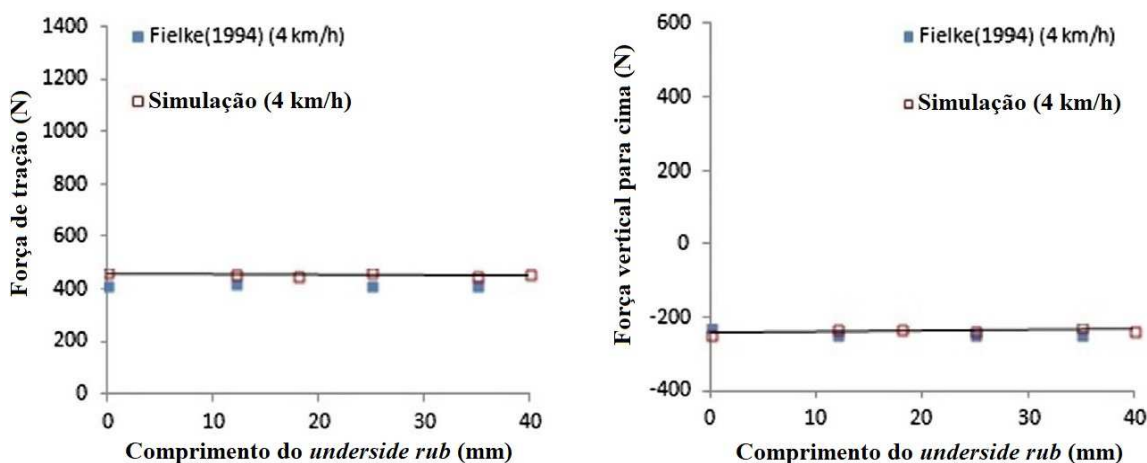 Força de tração (N)
1400
1200
1000
800
600
400
200
0
Fielke(1994) (4 km/h)
Simulação (4 km/h)
0 10 20 30 40
Comprimento do underside rub (mm)
Força vertical para cima (N)
600
400
200
0
-200
-400
Fielke(1994) (4 km/h)
Simulação (4 km/h)
0 10 20 30 40
Comprimento do underside rub (mm)